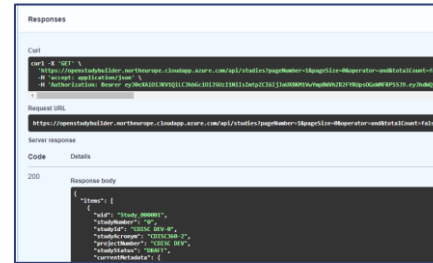 Responses
Curl
curl -X 'GET' \
'https://openstudybuilder.northeurope.cloudapp.azure.com/api/studies?pageNumber=1&pageSize=0&operator=and&totalCount=f
-H 'accept: application/json' \
-H 'Authorization: Bearer
Request URL
https://openstudybuilder.northeurope.cloudapp.azure.com/api/studies?pageNumber=1&pageSize=0&operator=and&totalCount=fals
Server response
Code Details
200
Response body
{
"items": [
{
"uid": "Study_000001",
"studyNumber": "0",
"studyId": "CDISC DEV-0",
"studyAcronym": "CDISC360-2",
"projectNumber": "CDISC DEV",
"studyStatus": "DRAFT",
"currentMetadata": {